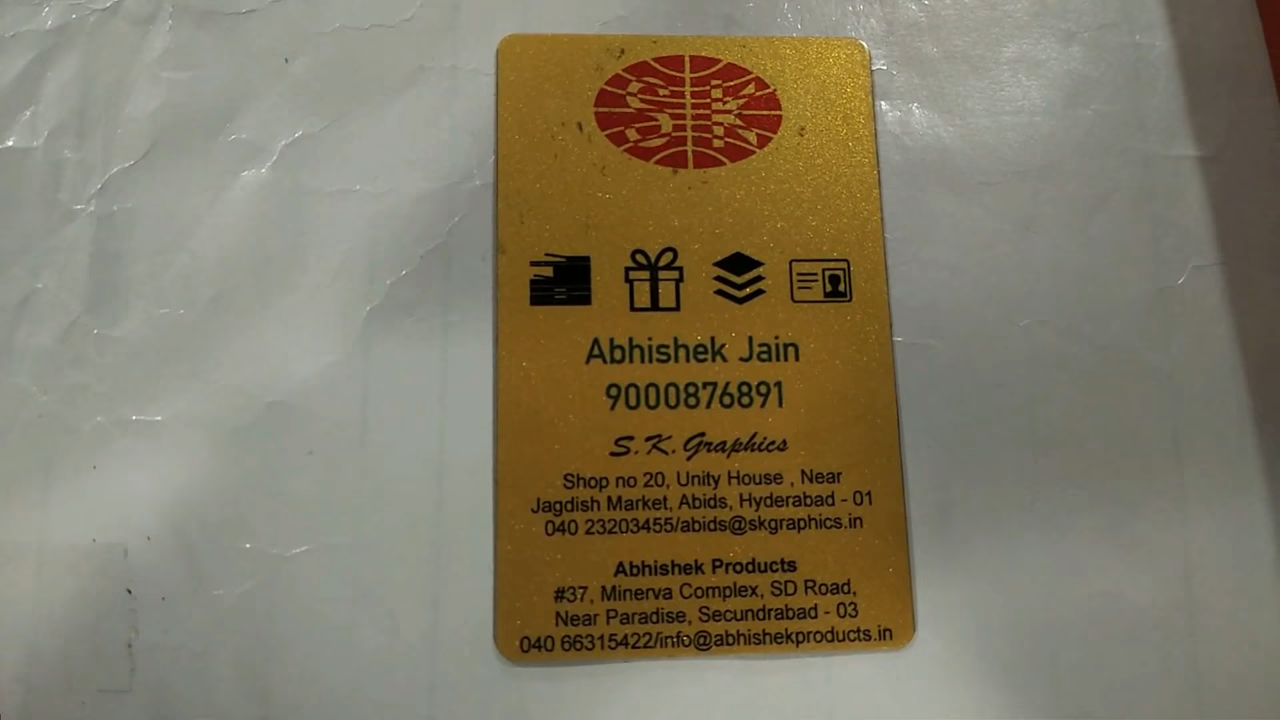 SK
Abhishek Jain
9000876891
S.K. Graphics
Shop no 20, Unity House , Near
Jagdish Market, Abids, Hyderabad - 01
040 23203455/abids@skgraphics.in
Abhishek Products
#37, Minerva Complex, SD Road,
Near Paradise, Secundrabad - 03
040 66315422/info@abhishekproducts.in